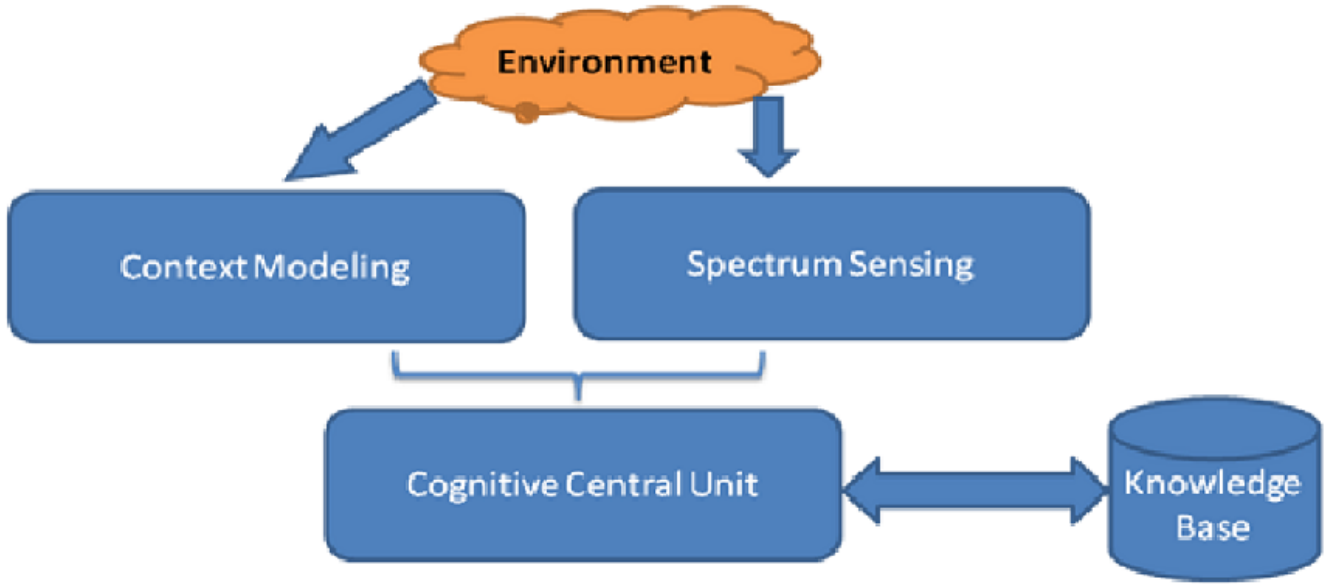 Environment
Context Modeling
Spectrum Sensing
Cognitive Central Unit
Knowledge
Base